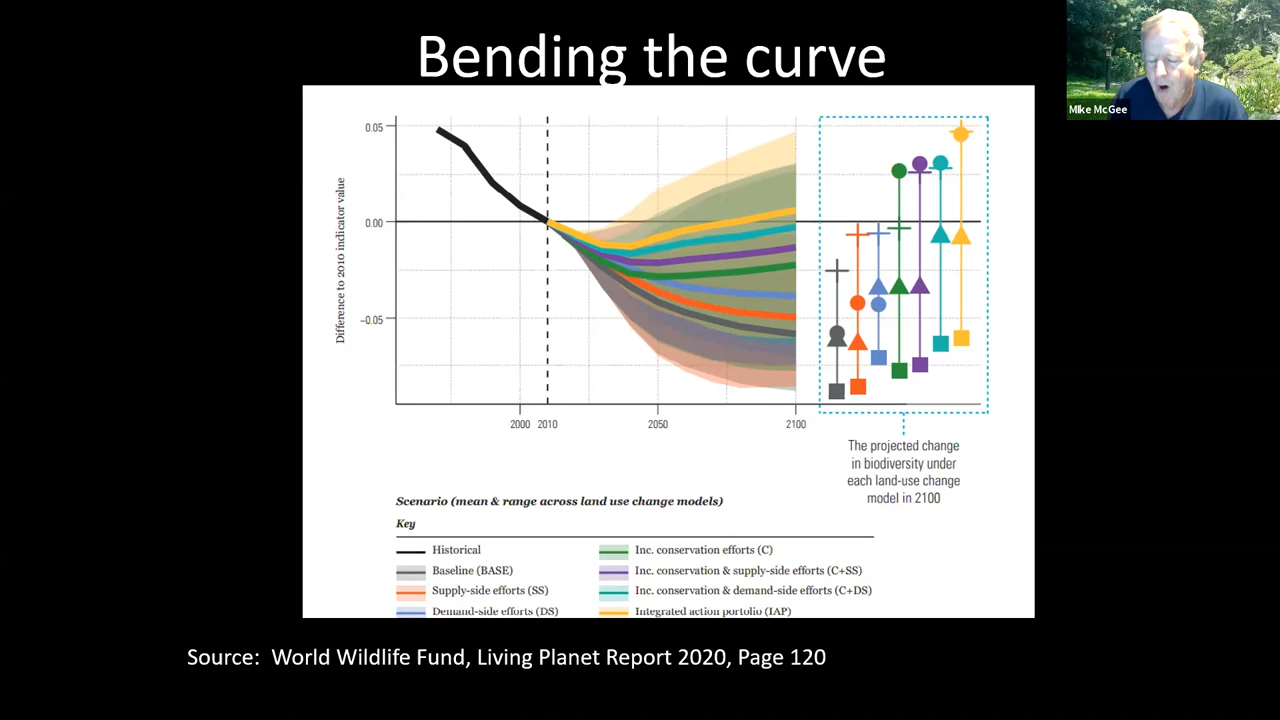 Bending the curve
MIke McGee
0.05
0.00
−0.05
Difference to 2010 indicator value
2000 2010 2050 2100
The projected change
in biodiversity under
each land-use change
model in 2100
Scenario (mean & range across land use change models)
Key
Historical
Baseline (BASE)
Supply-side efforts (SS)
Demand-side efforts (DS)
Inc. conservation efforts (C)
Inc. conservation & supply-side efforts (C+SS)
Inc. conservation & demand-side efforts (C+DS)
Integrated action portolio (IAP)
Source: World Wildlife Fund, Living Planet Report 2020, Page 120